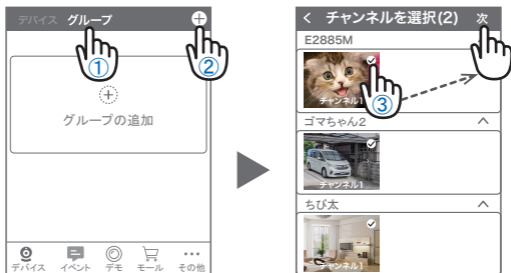 デバイス グループ
①
②
グループの追加
デバイス イベント デモ モール その他
チャンネルを選択(2) 次
E2885M
チャンネル1
③
ゴマちゃん2
チャンネル1
ちび太
チャンネル1